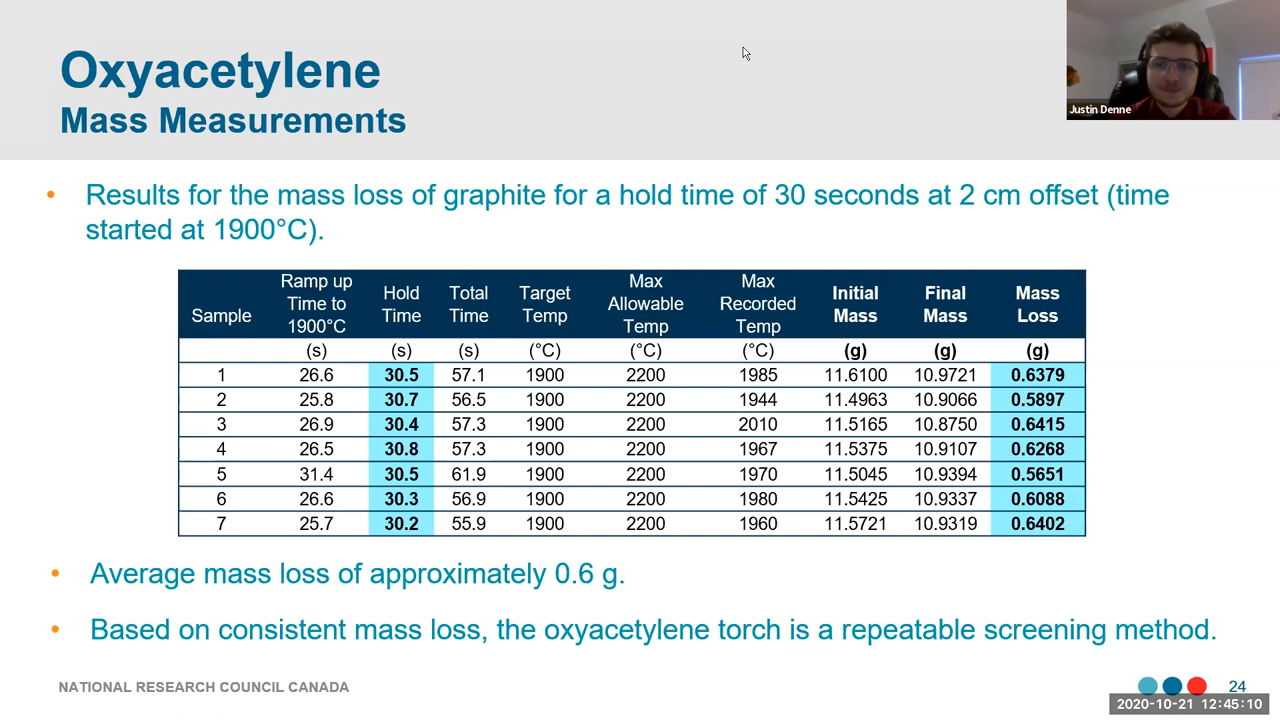 Oxyacetylene
Mass Measurements
Justin Denne
• Results for the mass loss of graphite for a hold time of 30 seconds at 2 cm offset (time
started at 1900°C).
Sample Ramp up Time to 1900°C Hold Time Total Time Target Temp Max Allowable Temp Max Recorded Temp Initial Mass Final Mass Mass Loss
(s) (s) (s) (°C) (°C) (°C) (g) (g) (g)
1 26.6 30.5 57.1 1900 2200 1985 11.6100 10.9721 0.6379
2 25.8 30.7 56.5 1900 2200 1944 11.4963 10.9066 0.5897
3 26.9 30.4 57.3 1900 2200 2010 11.5165 10.8750 0.6415
4 26.5 30.8 57.3 1900 2200 1967 11.5375 10.9107 0.6268
5 31.4 30.5 61.9 1900 2200 1970 11.5045 10.9394 0.5651
6 26.6 30.3 56.9 1900 2200 1980 11.5425 10.9337 0.6088
7 25.7 30.2 55.9 1900 2200 1960 11.5721 10.9319 0.6402
• Average mass loss of approximately 0.6 g.
• Based on consistent mass loss, the oxyacetylene torch is a repeatable screening method.
NATIONAL RESEARCH COUNCIL CANADA
24
2020-10-21 12:45:10